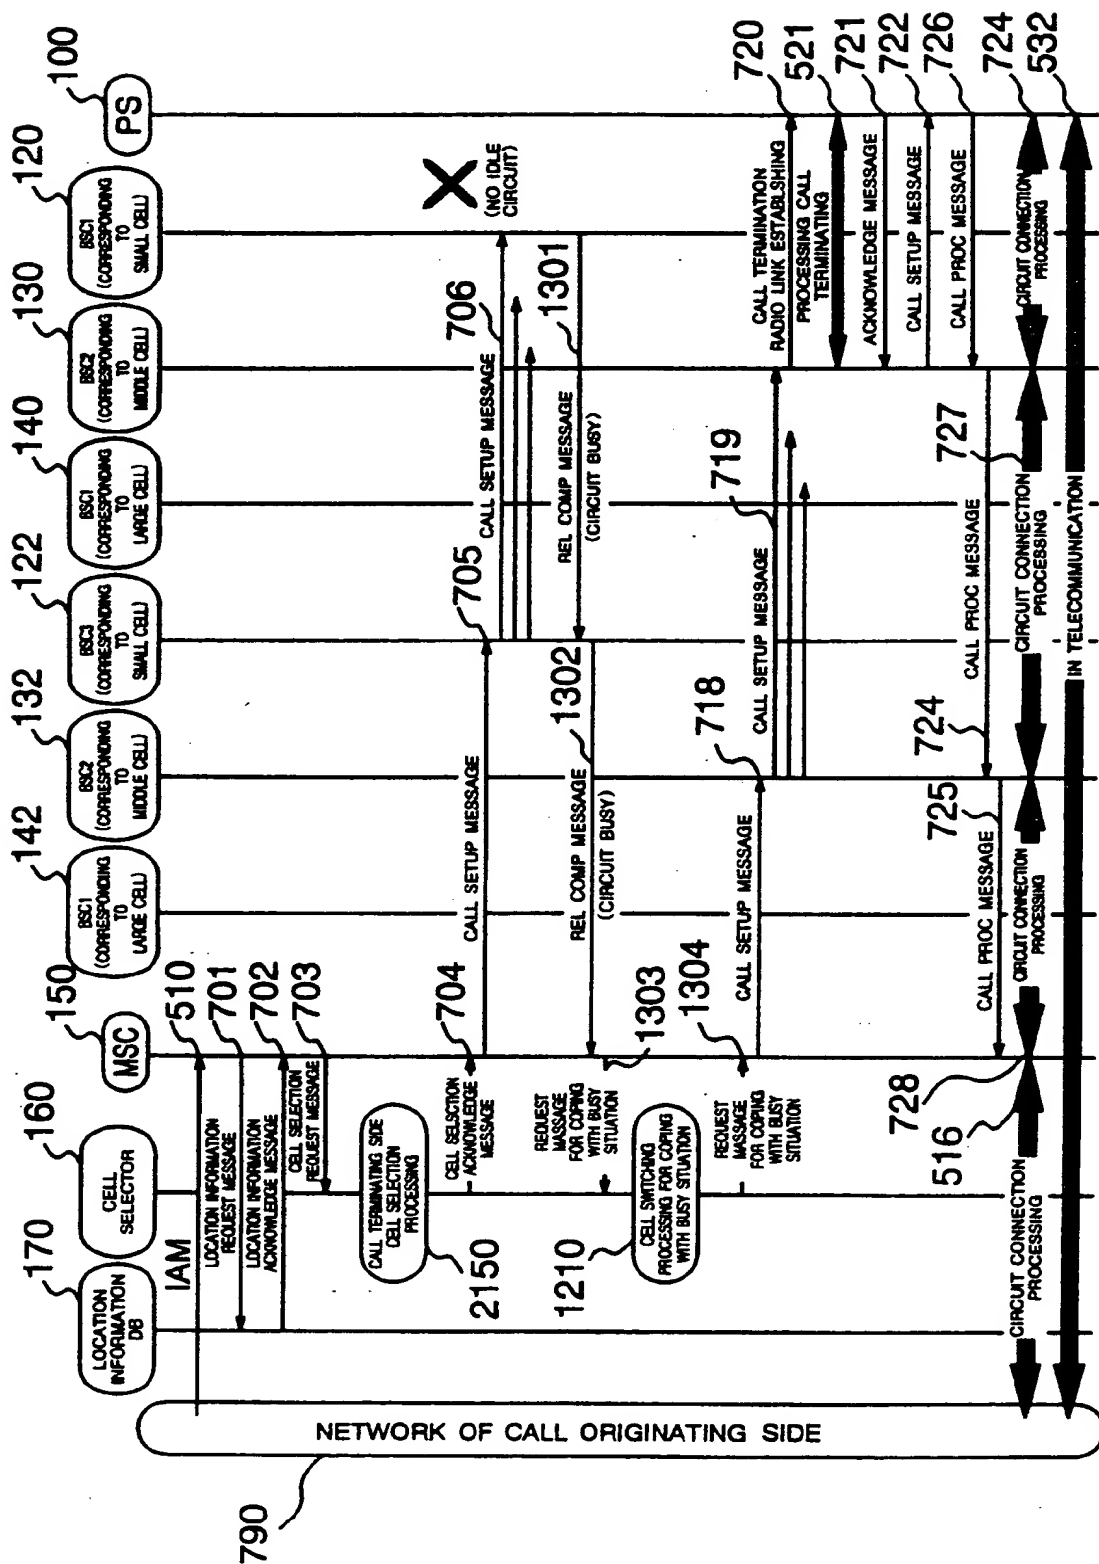 170
160
150
142
132
122
140
130
120
100
LOCATION
INFORMATION
DB
CELL
SELECTOR
MSC
BSC1
(CORRESPONDING
TO
LARGE CELL)
BSC2
(CORRESPONDING
TO
MIDDLE CELL)
BSC3
(CORRESPONDING
TO
SMALL CELL)
BSC1
(CORRESPONDING
TO
LARGE CELL)
BSC2
(CORRESPONDING
TO
MIDDLE CELL)
BSC1
(CORRESPONDING
TO
SMALL CELL)
PS
IAM
510
LOCATION INFORMATION
REQUEST MESSAGE
701
LOCATION INFORMATION
ACKNOWLEDGE MESSAGE
702
CELL SELECTION
REQUEST MESSAGE
703
CALL TERMINATING SIDE
CELL SELECTION
PROCESSING
2150
CELL SELSCTION
ACKNOWLEDGE
MESSAGE
704
CALL SETUP MESSAGE
705
CALL SETUP MESSAGE
706
(NO IDLE
CIRCUIT)
REL COMP MESSAGE
(CIRCUIT BUSY)
1301
REL COMP MESSAGE
(CIRCUIT BUSY)
1302
REQUEST
MASSAGE
FOR COPING
WITH BUSY
SITUATION
1303
CELL SWITCHING
PROCESSING FOR COPING
WITH BUSY SITUATION
1210
REQUEST
MASSAGE
FOR COPING
WITH BUSY
SITUATION
1304
CALL SETUP MESSAGE
718
CALL SETUP MESSAGE
719
CALL TERMINATION
RADIO LINK ESTABLSHING
720
PROCESSING CALL
TERMINATING
521
ACKNOWLEDGE MESSAGE
721
CALL SETUP MESSAGE
722
CALL PROC MESSAGE
726
CALL PROC MESSAGE
724
CALL PROC MESSAGE
725
CIRCUIT CONNECTION
PROCESSING
516
728
CIRCUIT CONNECTION
PROCESSING
CIRCUIT CONNECTION
PROCESSING
727
CIRCUIT CONNECTION
PROCESSING
724
IN TELECOMMUNICATION
532
NETWORK OF CALL ORIGINATING SIDE
790